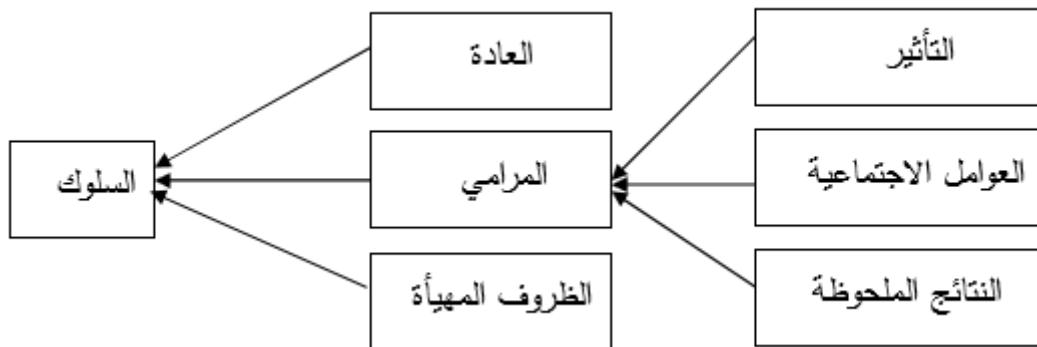 التأثير
العادة
العوامل الاجتماعية
المرامي
السلوك
النتائج الملحوظة
الظروف المهيأة